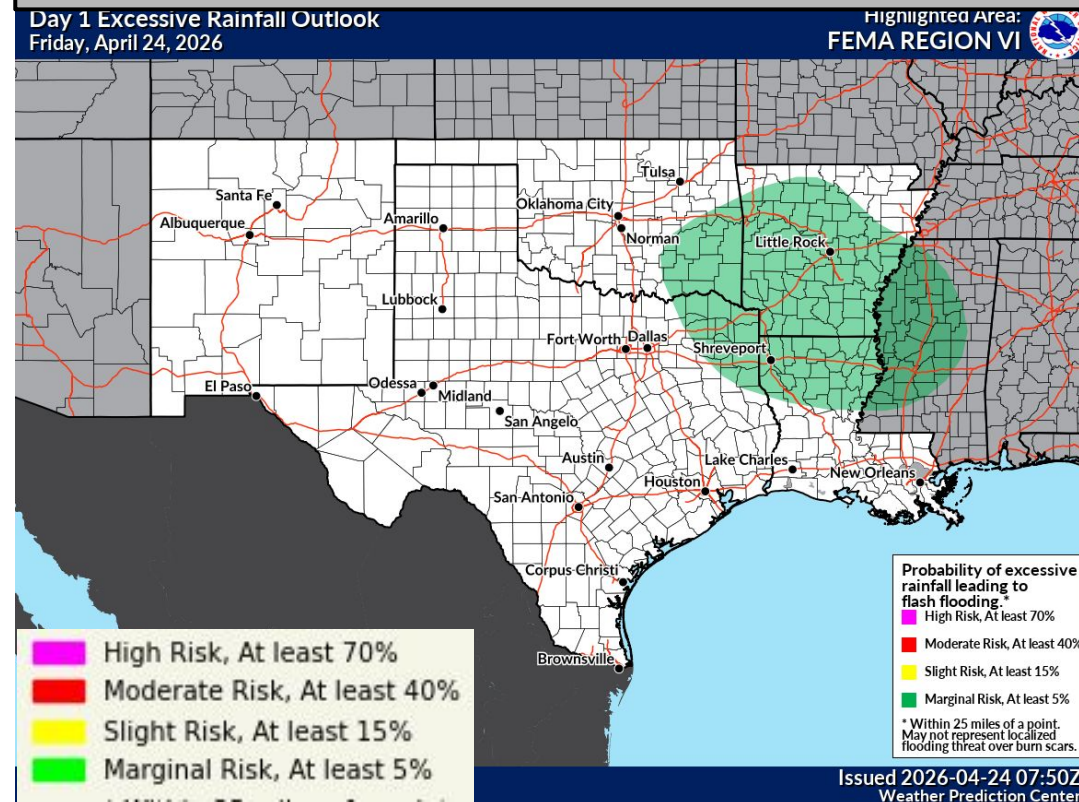 Day 1 Excessive Rainfall Outlook
Friday, April 24, 2026
Highlighted Area:
FEMA REGION VI
Tulsa
Santa Fe
Oklahoma City
Albuquerque
Amarillo
Norman
Little Rock
Lubbock
Fort Worth
Dallas
Shreveport
El Paso
Odessa
Midland
San Angelo
Austin
Lake Charles
Houston
New Orleans
San Antonio
Corpus Christi
Brownsville
Probability of excessive
rainfall leading to
flash flooding.*
High Risk, At least 70%
Moderate Risk, At least 40%
Slight Risk, At least 15%
Marginal Risk, At least 5%
* Within 25 miles of a point.
May not represent localized
flooding threat over burn scars.
High Risk, At least 70%
Moderate Risk, At least 40%
Slight Risk, At least 15%
Marginal Risk, At least 5%
Issued 2026-04-24 07:50Z
Weather Prediction Center